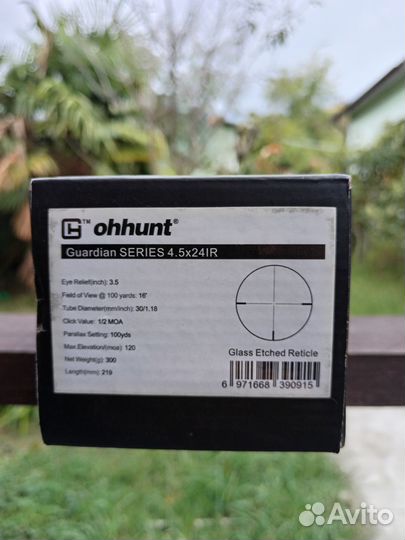 ™ ohhunt®
Guardian SERIES 4.5x24IR
Eye Relief(inch): 3.5
Field of View @ 100 yards: 16'
Tube Diameter(mm/inch): 30/1.18
Click Value: 1/2 MOA
Parallax Setting: 100yds
Max.Elevation/(moa) 120
Net Weight(g): 300
Length(mm): 219
Glass Etched Reticle
6 971668 390915
Avito